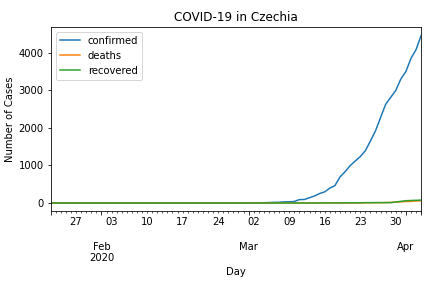 COVID-19 in Czechia
confirmed
deaths
recovered
Number of Cases
4000
3000
2000
1000
0
27 03 10 17 24 02 09 16 23 30
Feb Mar Apr
2020
Day